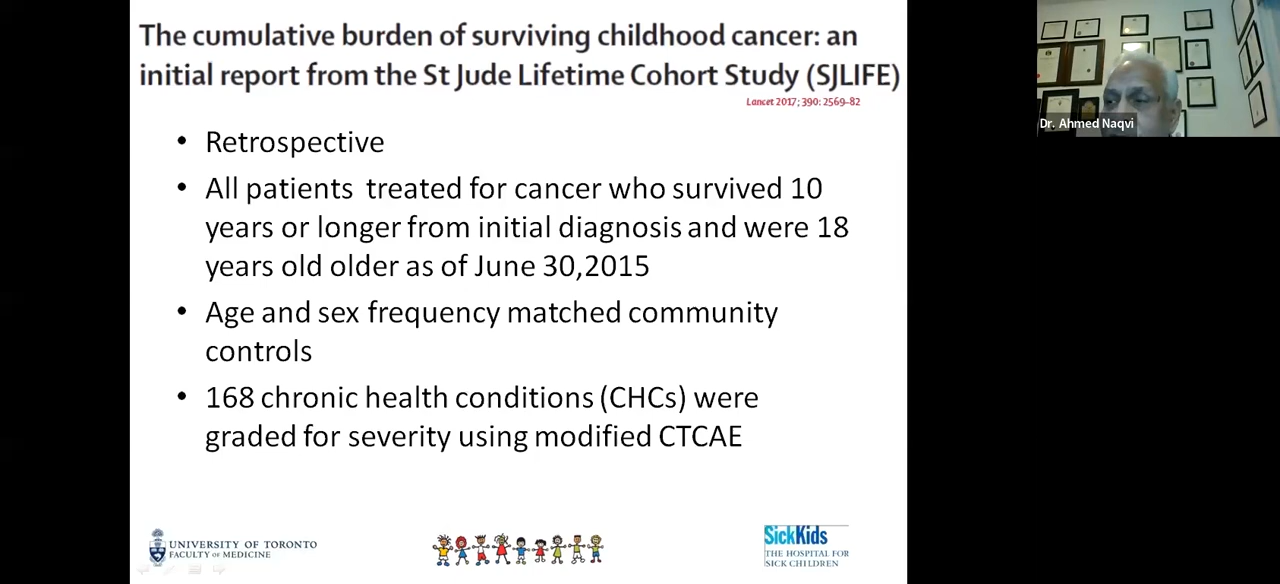 The cumulative burden of surviving childhood cancer: an
initial report from the St Jude Lifetime Cohort Study (SJLIFE)
Lancet 2017; 390: 2569–82
• Retrospective
• All patients treated for cancer who survived 10
years or longer from initial diagnosis and were 18
years old older as of June 30,2015
• Age and sex frequency matched community
controls
• 168 chronic health conditions (CHCs) were
graded for severity using modified CTCAE
UNIVERSITY OF TORONTO
FACULTY OF MEDICINE
SickKids
THE HOSPITAL FOR
SICK CHILDREN
Dr. Ahmed Naqvi